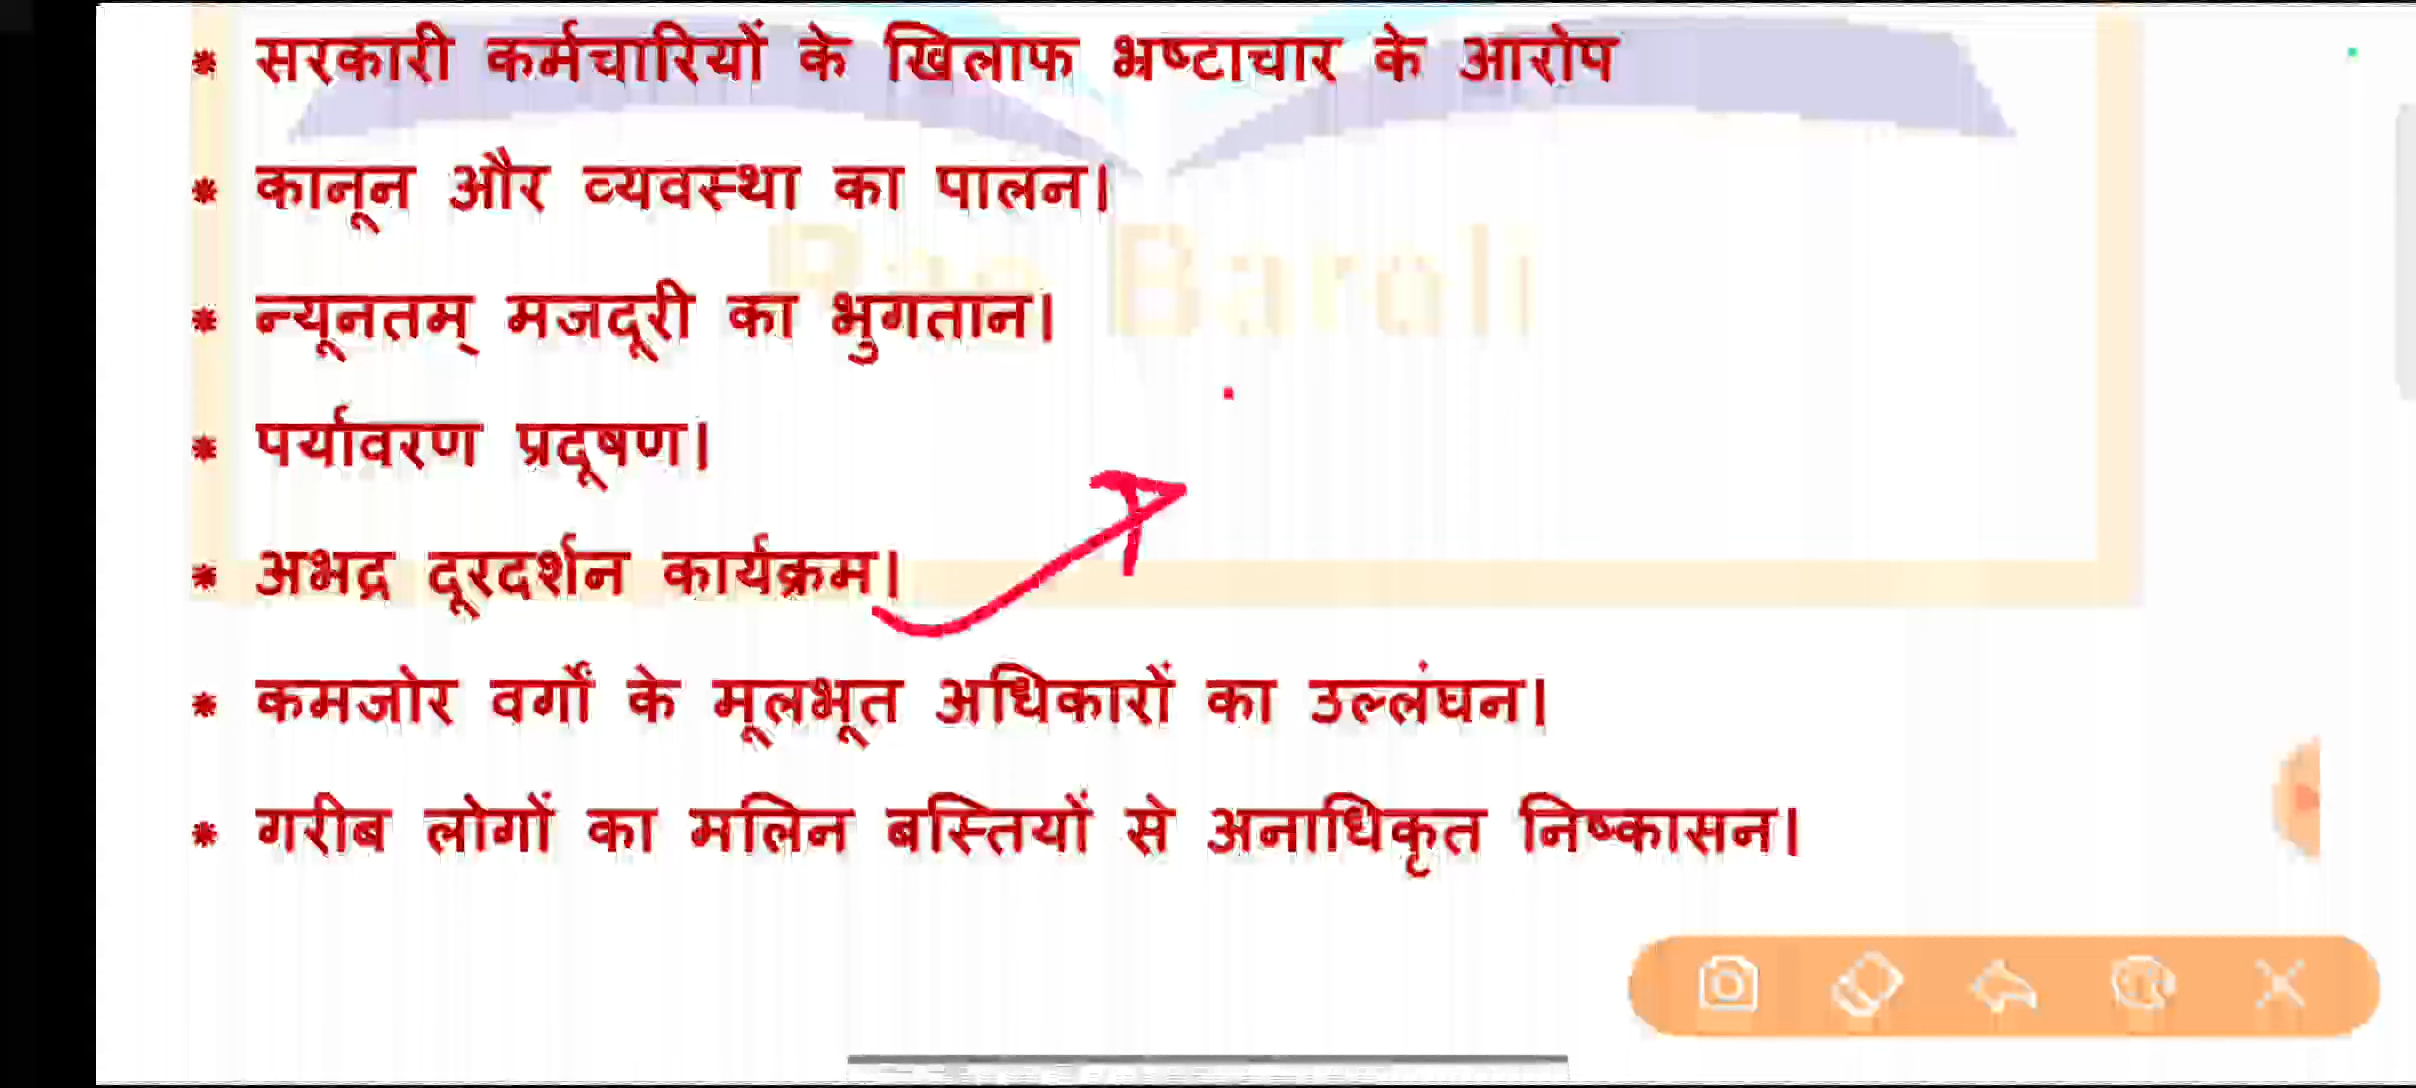 * सरकारी कर्मचारियों के खिलाफ भ्रष्टाचार के आरोप
* कानून और व्यवस्था का पालन।
* न्यूनतम् मजदूरी का भुगतान।
* पर्यावरण प्रदूषण।
* अभद्र दूरदर्शन कार्यक्रम।
* कमजोर वर्गों के मूलभूत अधिकारों का उल्लंघन।
* गरीब लोगों का मलिन बस्तियों से अनाधिकृत निष्कासन।